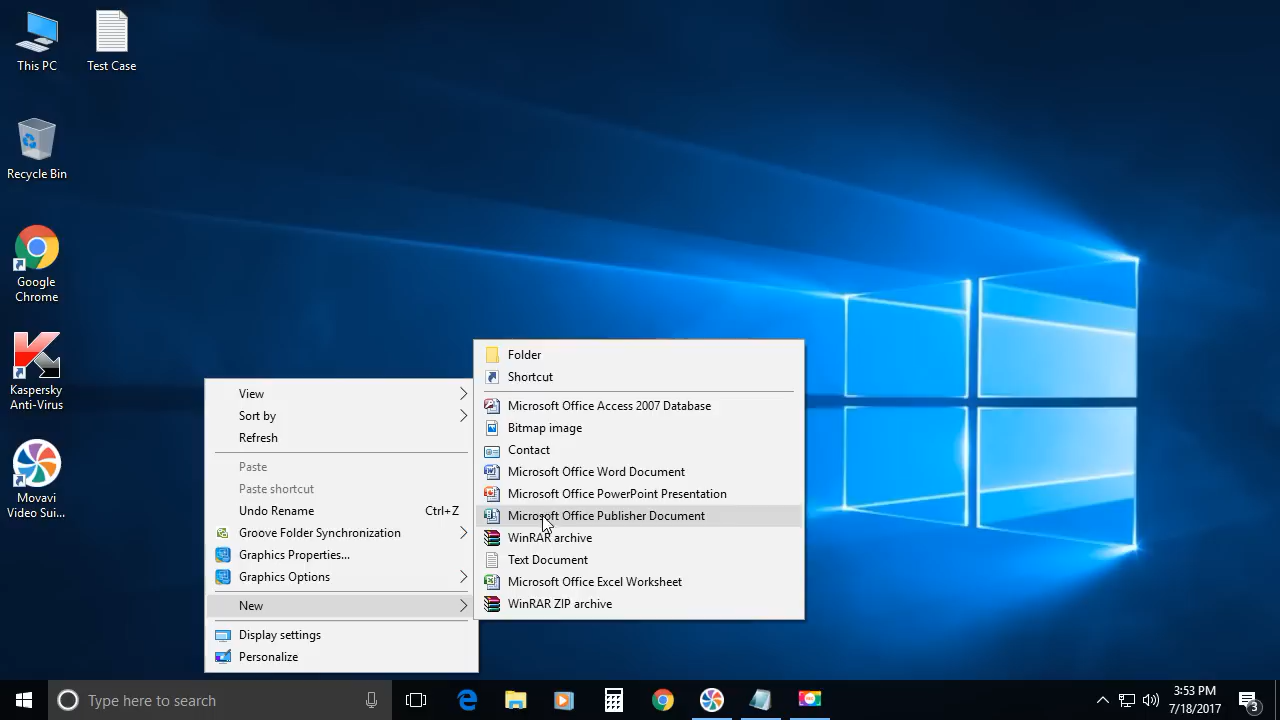 This PC
Test Case
Recycle Bin
Google
Chrome
Kaspersky
Anti-Virus
Movavi
Video Sui...
View
Sort by
Refresh
Paste
Paste shortcut
Undo Rename Ctrl+Z
Groove Folder Synchronization
Graphics Properties...
Graphics Options
New
Display settings
Personalize
Folder
Shortcut
Microsoft Office Access 2007 Database
Bitmap image
Contact
Microsoft Office Word Document
Microsoft Office PowerPoint Presentation
Microsoft Office Publisher Document
WinRAR archive
Text Document
Microsoft Office Excel Worksheet
WinRAR ZIP archive
Type here to search
3:53 PM
7/18/2017
3